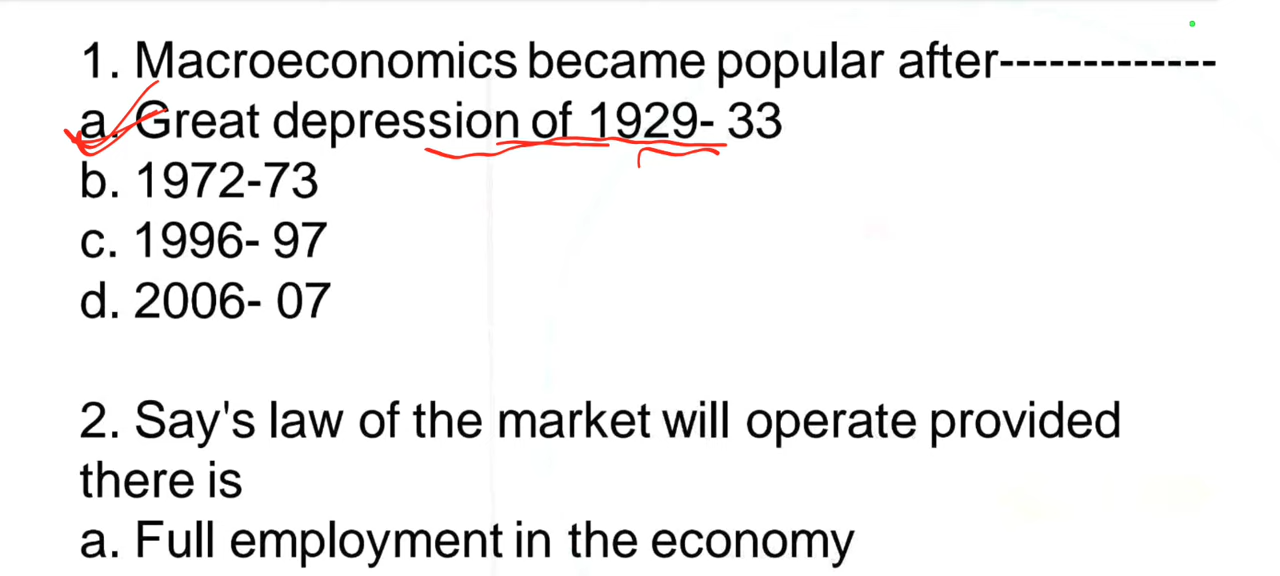 1. Macroeconomics became popular after-------------
a. Great depression of 1929- 33
b. 1972-73
c. 1996- 97
d. 2006- 07
2. Say's law of the market will operate provided
there is
a. Full employment in the economy